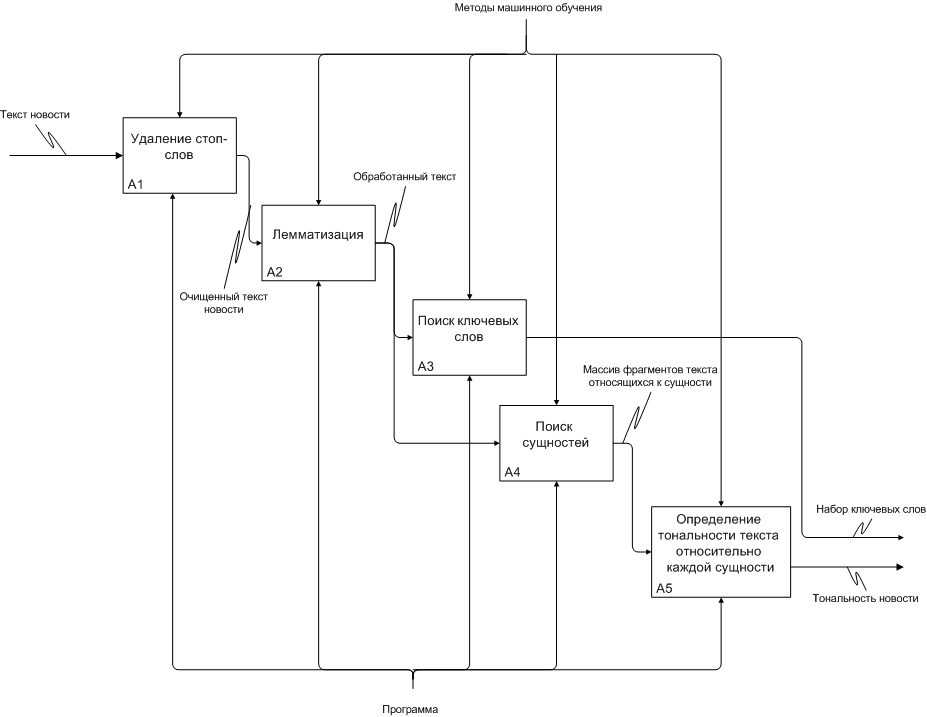 Методы машинного обучения
Текст новости
Удаление стоп-
слов
A1
Обработанный текст
Лемматизация
A2
Очищенный текст
новости
Поиск ключевых
слов
A3
Массив фрагментов текста
относящихся к сущности
Поиск
сущностей
A4
Набор ключевых слов
Определение
тональности текста
относительно
каждой сущности
A5
Тональность новости
Программа